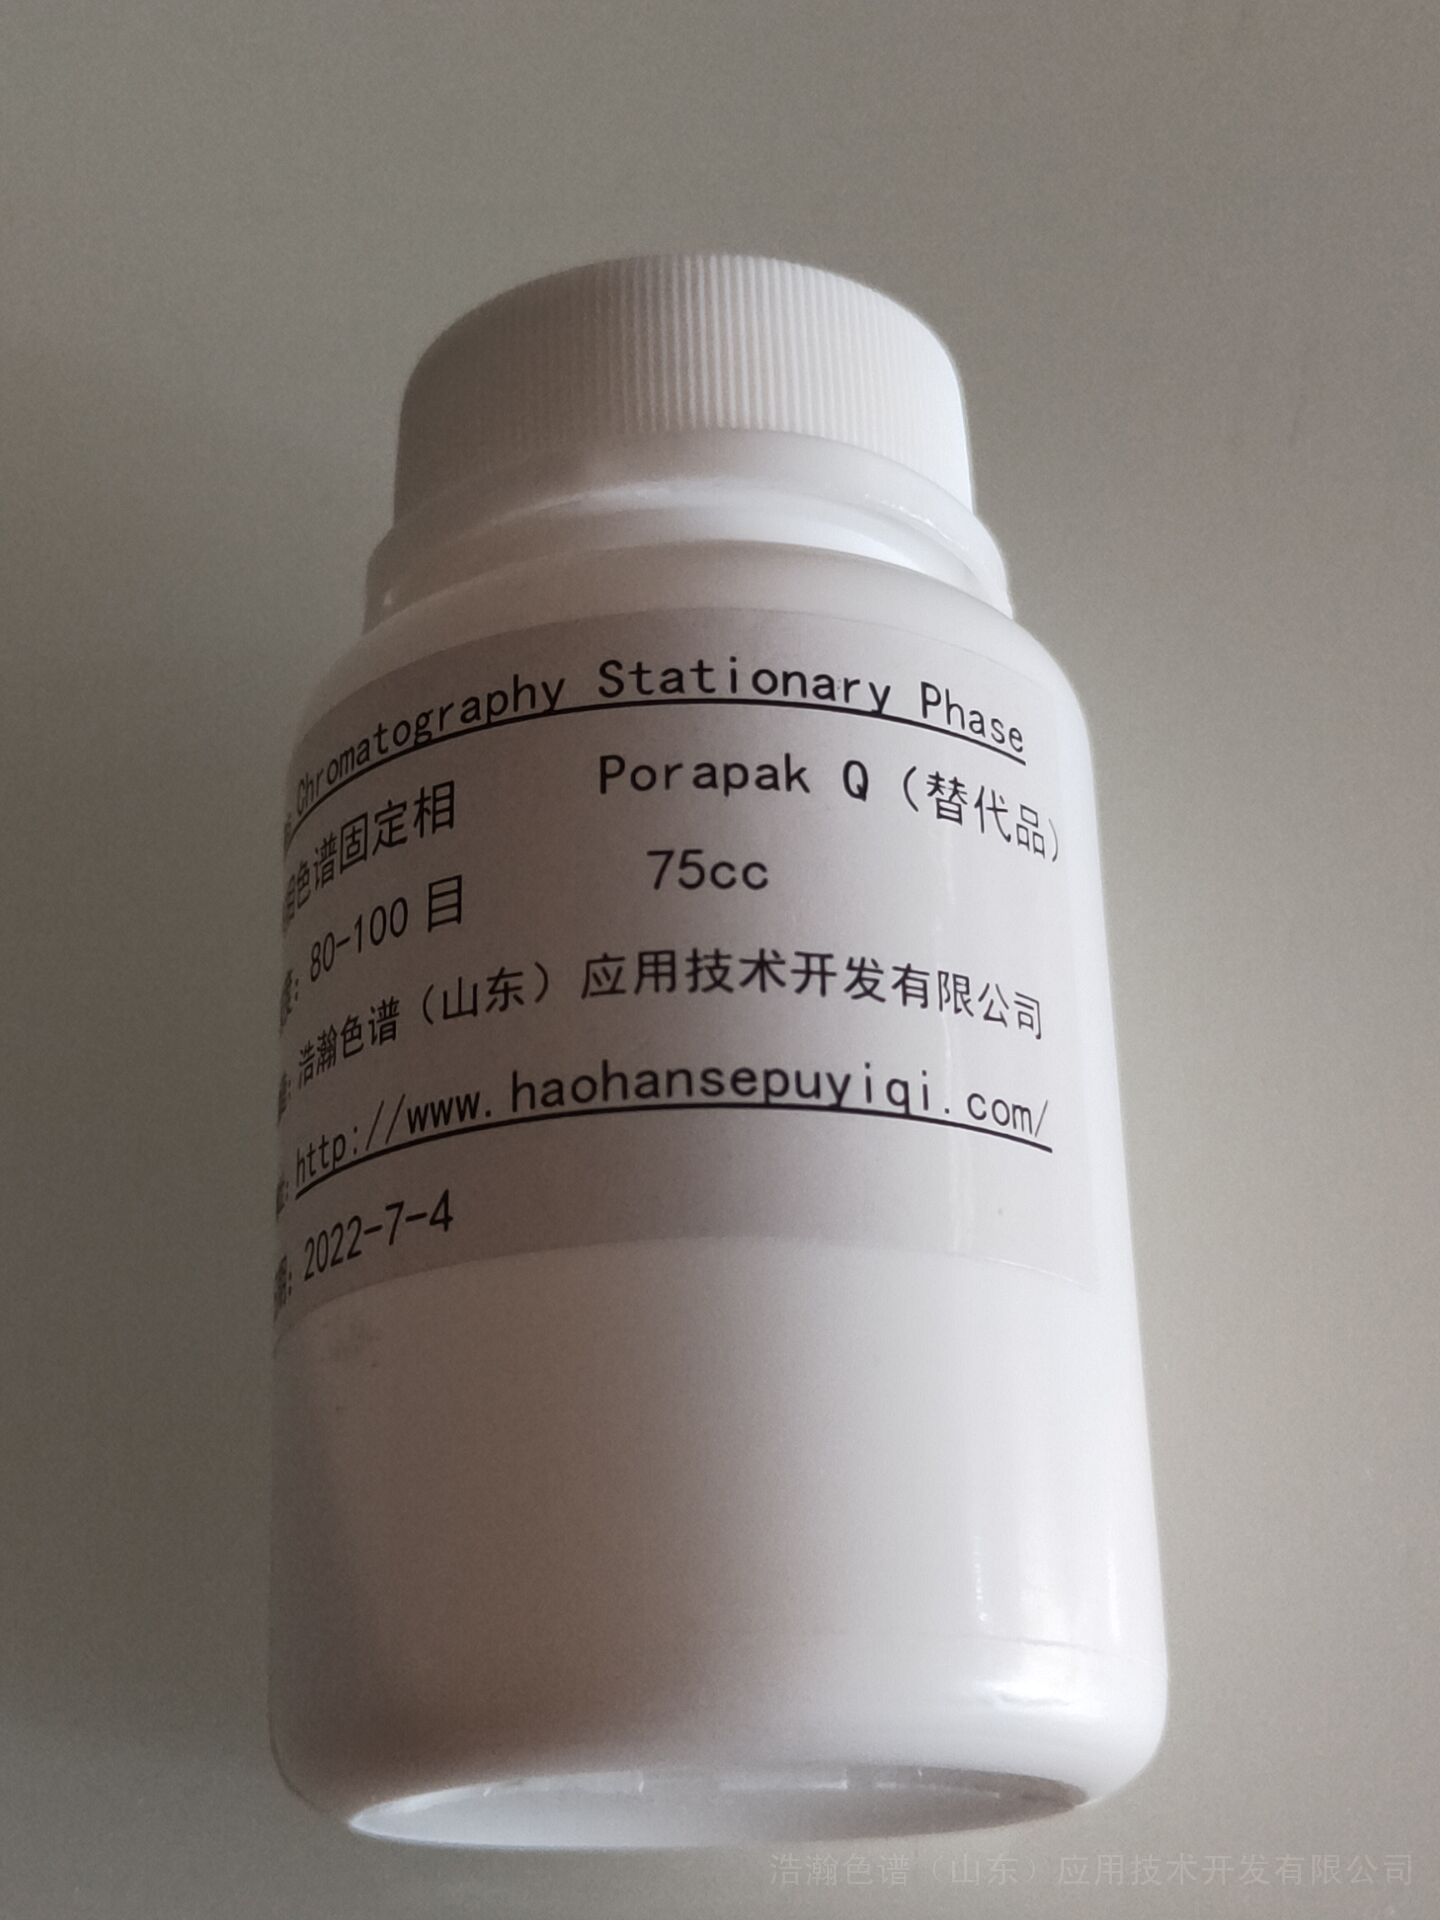 Chromatography Stationary Phase
色谱固定相 Porapak Q（替代品）
80-100 目 75cc
浩瀚色谱（山东）应用技术开发有限公司
http://www.haohansepuyiqi.com/
2022-7-4
浩瀚色谱（山东）应用技术开发有限公司